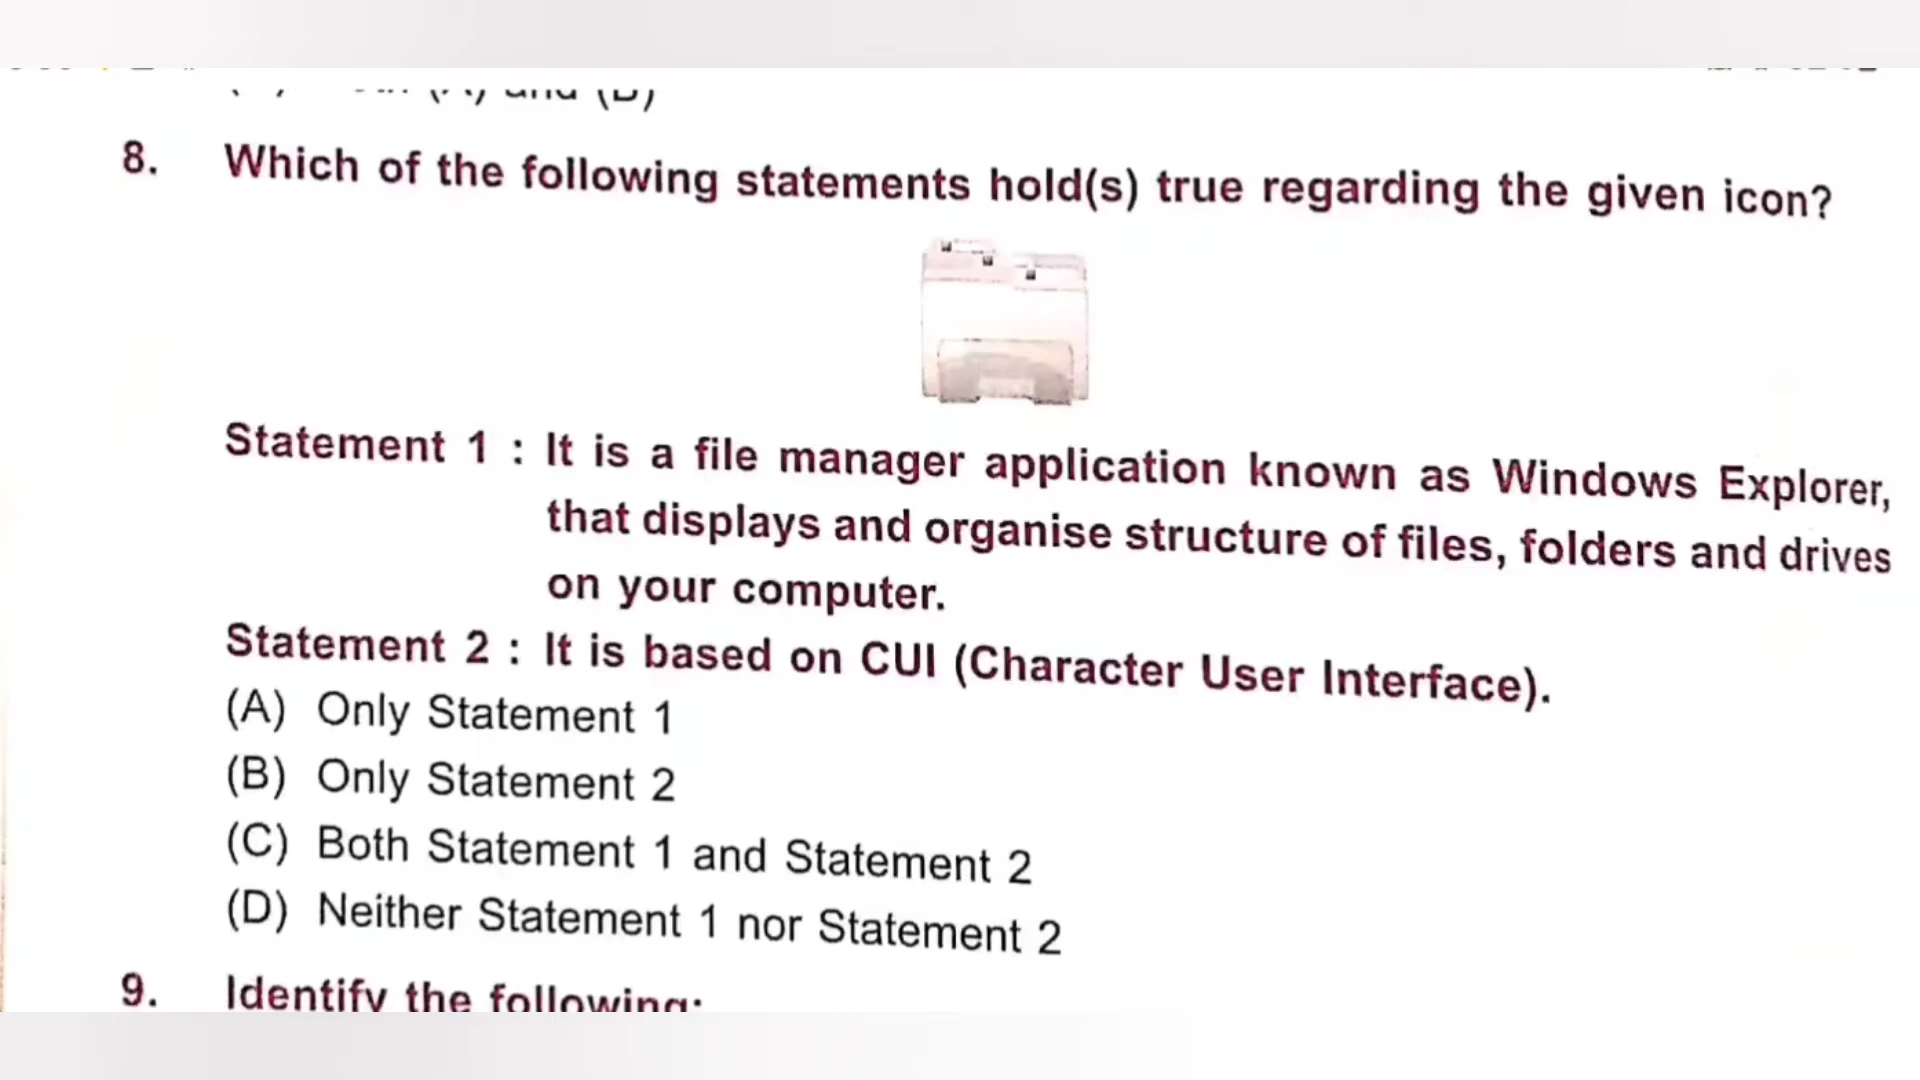 and (B)
8. Which of the following statements hold(s) true regarding the given icon?
Statement 1 : It is a file manager application known as Windows Explorer,
that displays and organise structure of files, folders and drives
on your computer.
Statement 2 : It is based on CUI (Character User Interface).
(A) Only Statement 1
(B) Only Statement 2
(C) Both Statement 1 and Statement 2
(D) Neither Statement 1 nor Statement 2
9. Identify the following: